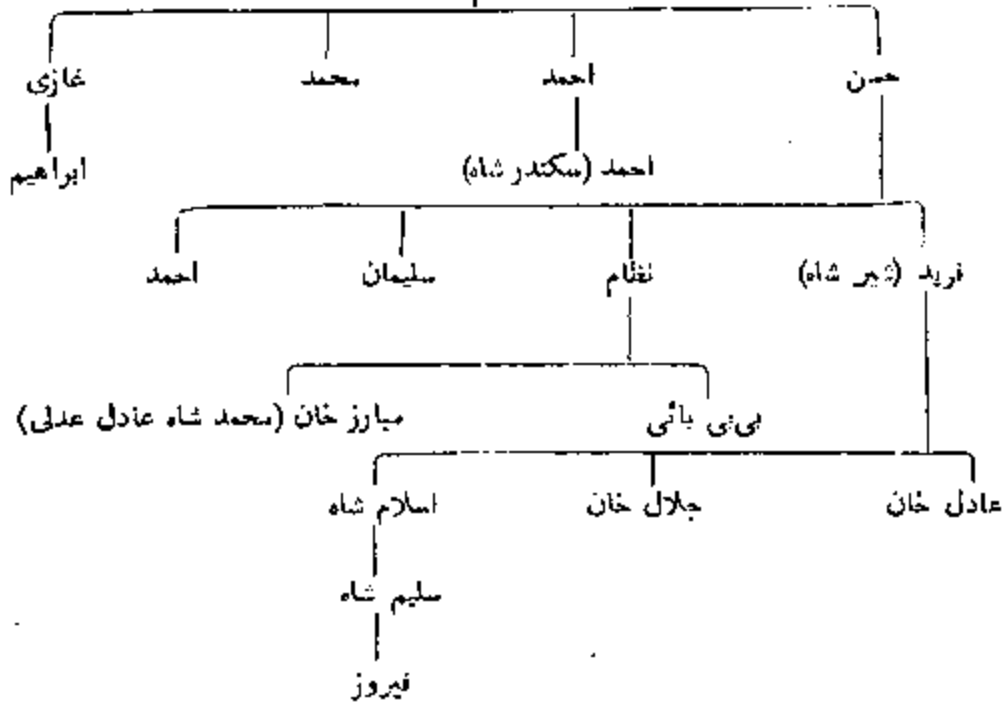 حسن احمد محمد غازی
احمد (سکندر شاه) ابراهیم
فرید (شیر شاه) نظام سلیمان احمد
بی‌بی بائی مبارز خان (محمد شاه عادل عدلی)
عادل خان جلال خان اسلام شاه
سلیم شاه
فیروز